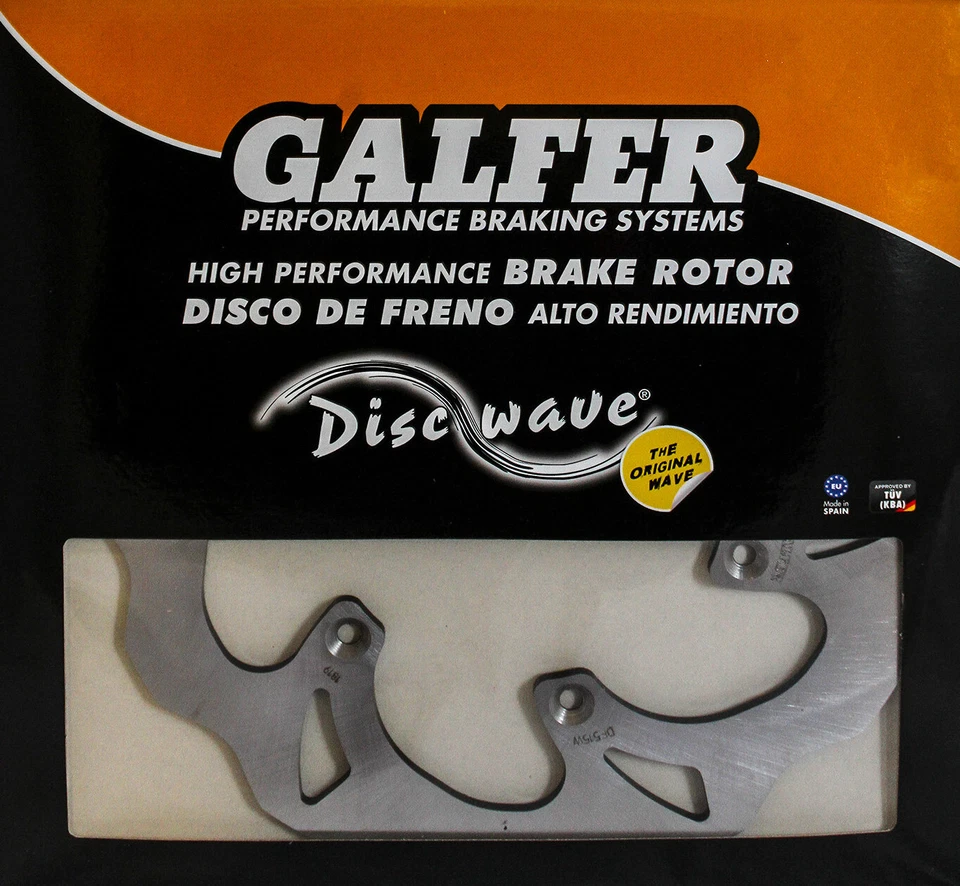 GALFER
PERFORMANCE BRAKING SYSTEMS
HIGH PERFORMANCE BRAKE ROTOR
DISCO DE FRENO ALTO RENDIMIENTO
Disc wave®
THE
ORIGINAL
WAVE
EU
Made in
SPAIN
APPROVED BY
TÜV
(KBA)
DF515W